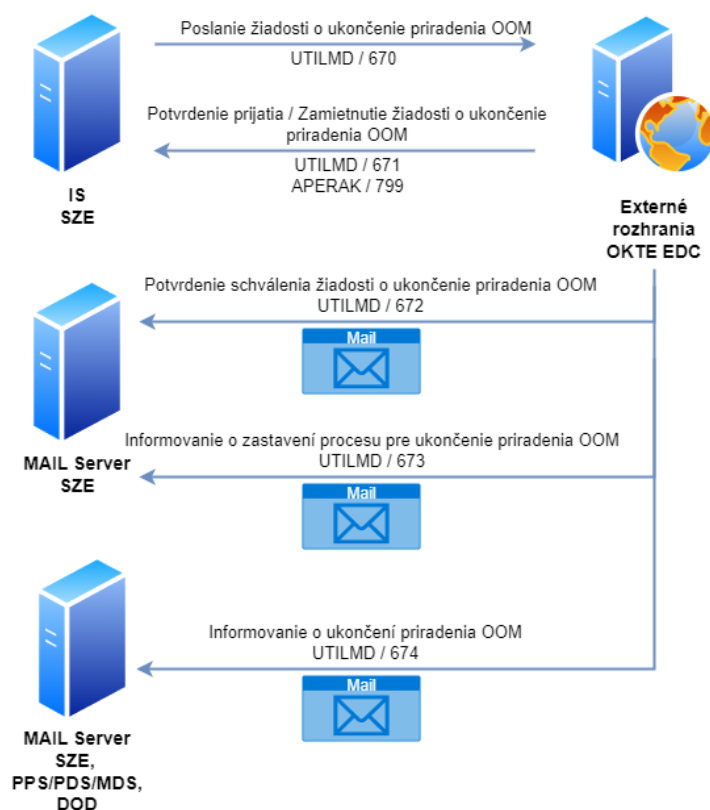 Poslanie žiadosti o ukončenie priradenia OOM
UTILMD / 670
Potvrdenie prijatia / Zamietnutie žiadosti o ukončenie
priradenia OOM
UTILMD / 671
APERAK / 799
IS
SZE
Externé
rozhrania
OKTE EDC
Potvrdenie schválenia žiadosti o ukončenie priradenia OOM
UTILMD / 672
Mail
Informovanie o zastavení procesu pre ukončenie priradenia OOM
UTILMD / 673
MAIL Server
SZE
Mail
Informovanie o ukončení priradenia OOM
UTILMD / 674
Mail
MAIL Server
SZE,
PPS/PDS/MDS,
DOD